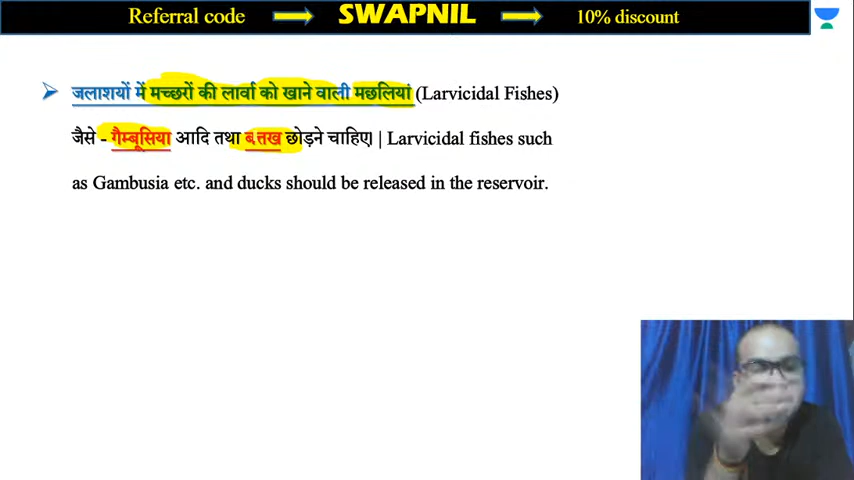 Referral code SWAPNIL 10% discount
जलाशयों में मच्छरों की लार्वा को खाने वाली मछलियां (Larvicidal Fishes)
जैसे - गैम्बूसिया आदि तथा बतख छोड़ने चाहिए। | Larvicidal fishes such
as Gambusia etc. and ducks should be released in the reservoir.